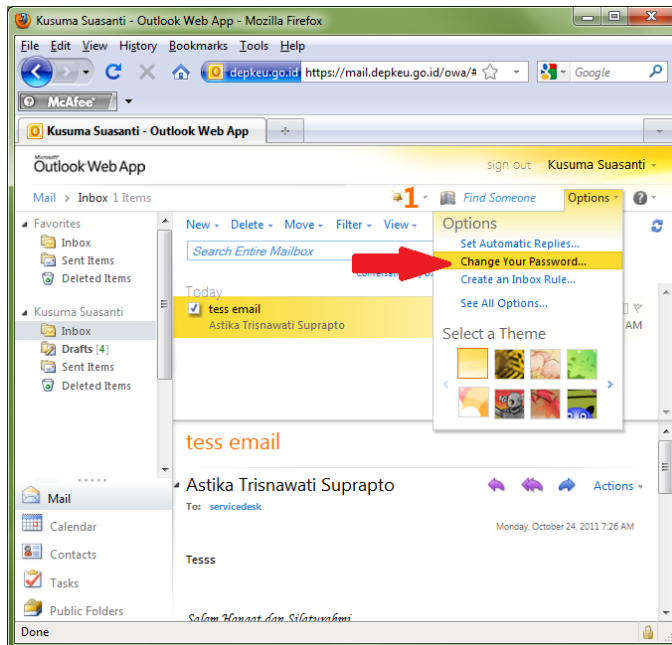 Kusuma Suasanti - Outlook Web App - Mozilla Firefox
File Edit View History Bookmarks Tools Help
depkeu.go.id https://mail.depkeu.go.id/owa/# Google
McAfee
Kusuma Suasanti - Outlook Web App
Microsoft
Outlook Web App sign out Kusuma Suasanti
Mail > Inbox 1 Items 1 Find Someone Options
Favorites
Inbox
Sent Items
Deleted Items
Kusuma Suasanti
Inbox
Drafts [4]
Sent Items
Deleted Items
New Delete Move Filter View
Search Entire Mailbox
Today
tess email
Astika Trisnawati Suprapto
AM
Options
Set Automatic Replies...
Change Your Password...
Create an Inbox Rule...
See All Options...
Select a Theme
tess email
Astika Trisnawati Suprapto Actions
To: servicedesk
Monday, October 24, 2011 7:26 AM
Tesss
Salam Hangat dan Silaturahmi
Mail
Calendar
Contacts
Tasks
Public Folders
Done